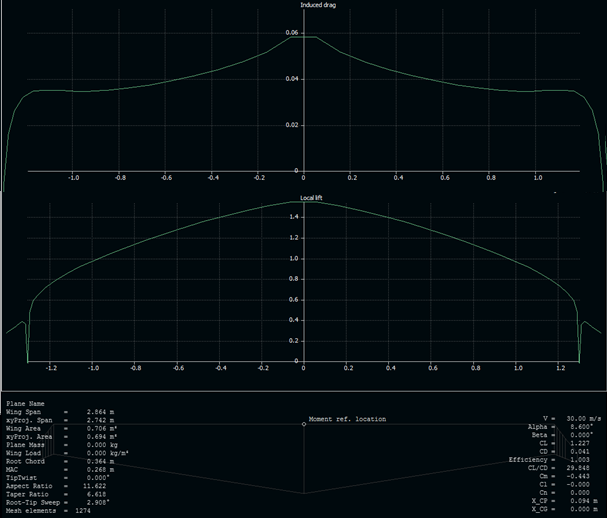 Induced drag
0.06
0.04
0.02
0
-1.0
-0.8
-0.6
-0.4
-0.2
0
0.2
0.4
0.6
0.8
1.0
Local lift
1.4
1.2
1.0
0.8
0.6
0.4
0.2
0
-1.2
-1.0
-0.8
-0.6
-0.4
-0.2
0
0.2
0.4
0.6
0.8
1.0
1.2
Plane Name
Wing Span = 2.864 m
xyProj. Span = 2.742 m
Wing Area = 0.706 m²
xyProj. Area = 0.694 m²
Plane Mass = 0.000 kg
Wing Load = 0.000 kg/m²
Root Chord = 0.364 m
MAC = 0.268 m
TipTwist = 0.000°
Aspect Ratio = 11.622
Taper Ratio = 6.618
Root-Tip Sweep = 2.908°
Mesh elements = 1274
Moment ref. location
V = 30.00 m/s
Alpha = 8.600°
Beta = 0.000°
CL = 1.227
CD = 0.041
Efficiency = 1.003
CL/CD = 29.848
Cm = -0.443
Cl = -0.000
Cn = 0.000
X_CP = 0.094 m
X_CG = 0.000 m